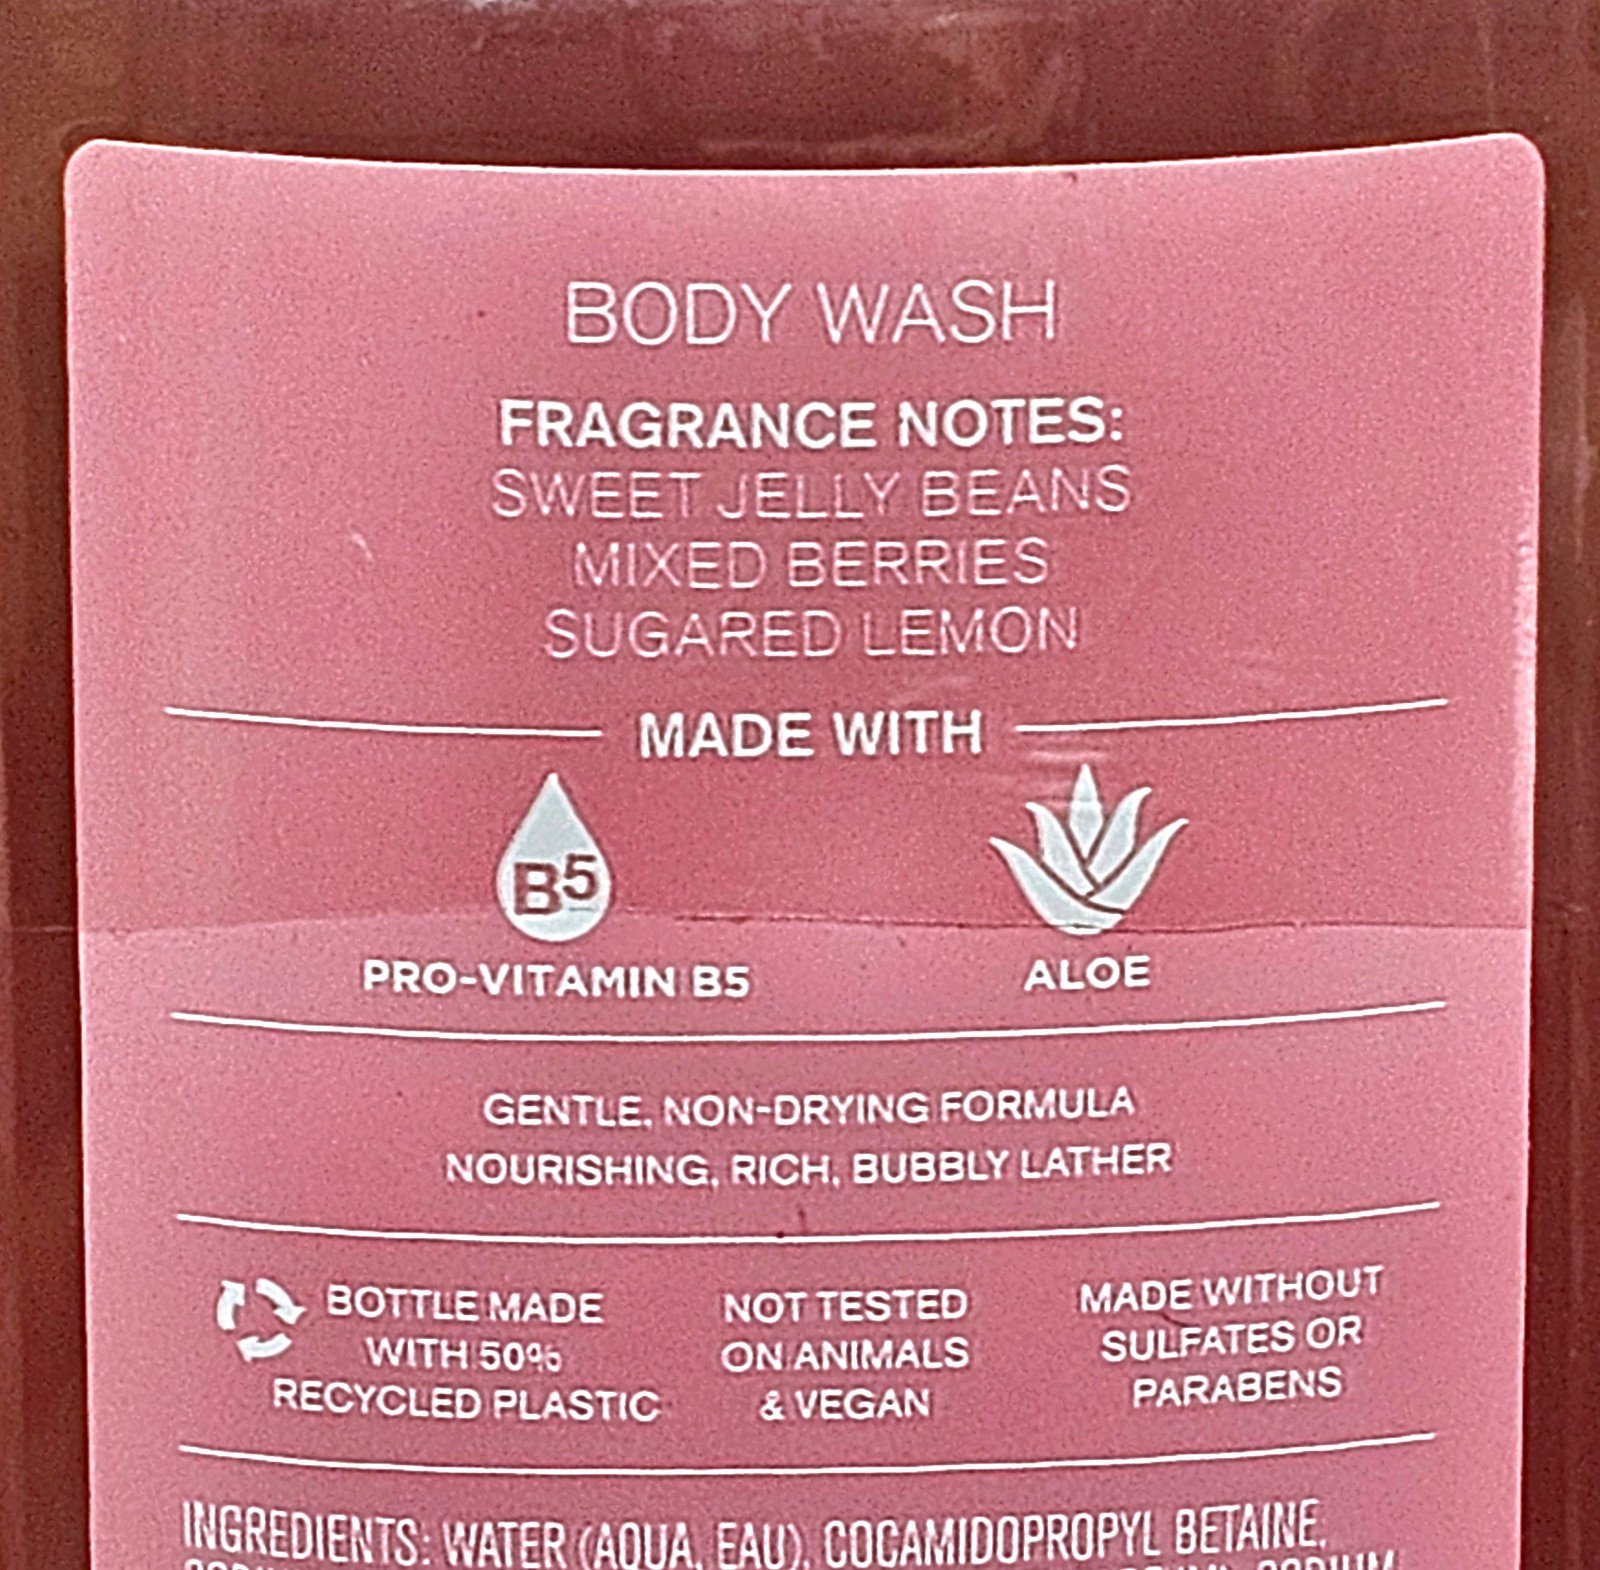 BODY WASH
FRAGRANCE NOTES:
SWEET JELLY BEANS
MIXED BERRIES
SUGARED LEMON
MADE WITH
B5
PRO-VITAMIN B5
ALOE
GENTLE, NON-DRYING FORMULA
NOURISHING, RICH, BUBBLY LATHER
BOTTLE MADE
WITH 50%
RECYCLED PLASTIC
NOT TESTED
ON ANIMALS
& VEGAN
MADE WITHOUT
SULFATES OR
PARABENS
INGREDIENTS: WATER (AQUA, EAU), COCAMIDOPROPYL BETAINE,